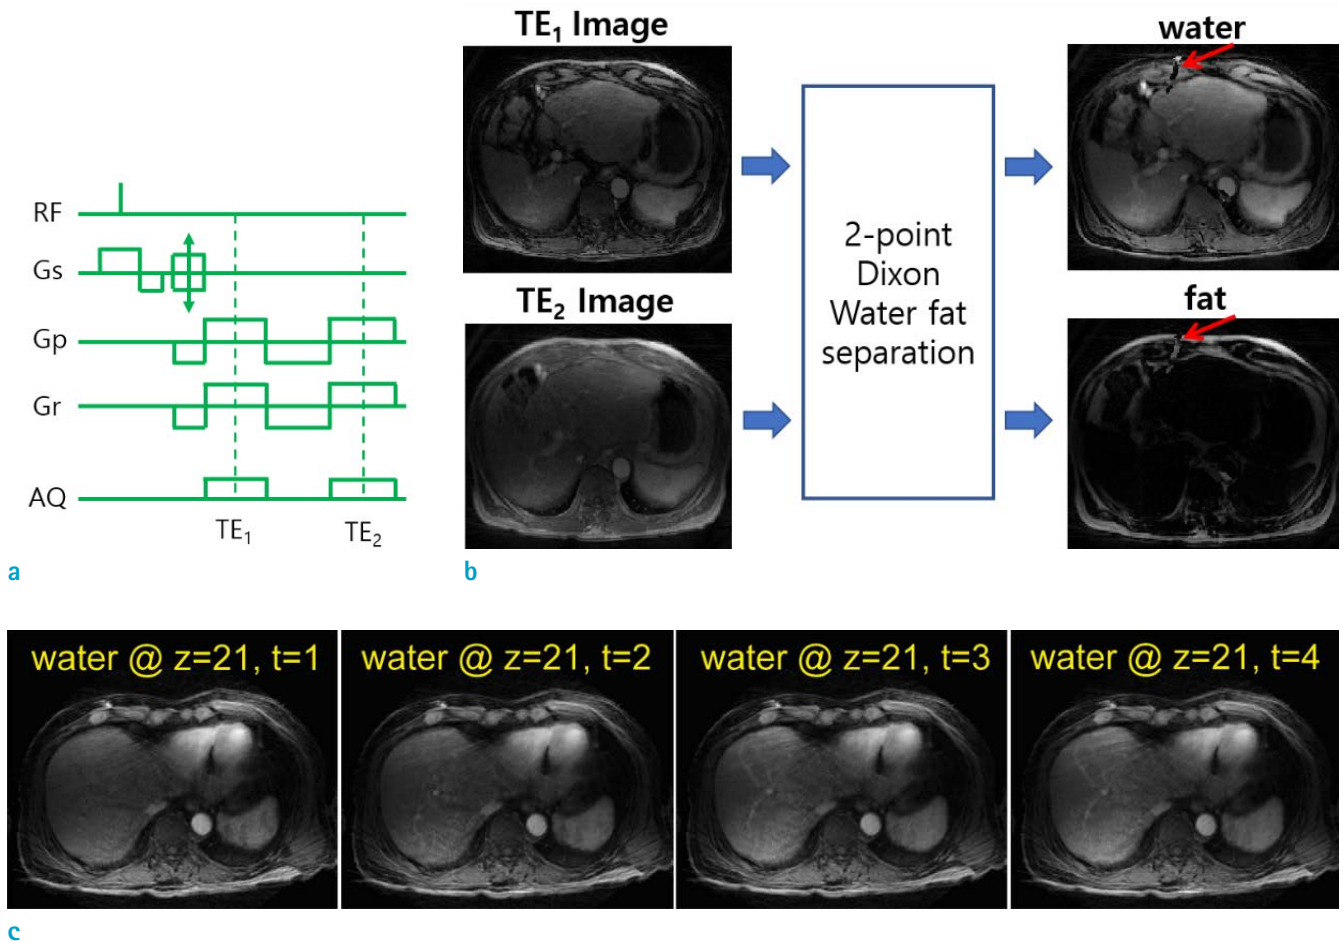 RF
Gs
Gp
Gr
AQ
TE₁
TE₂
a
TE₁ Image
TE₂ Image
2-point
Dixon
Water fat
separation
water
fat
b
water @ z=21, t=1
water @ z=21, t=2
water @ z=21, t=3
water @ z=21, t=4
c